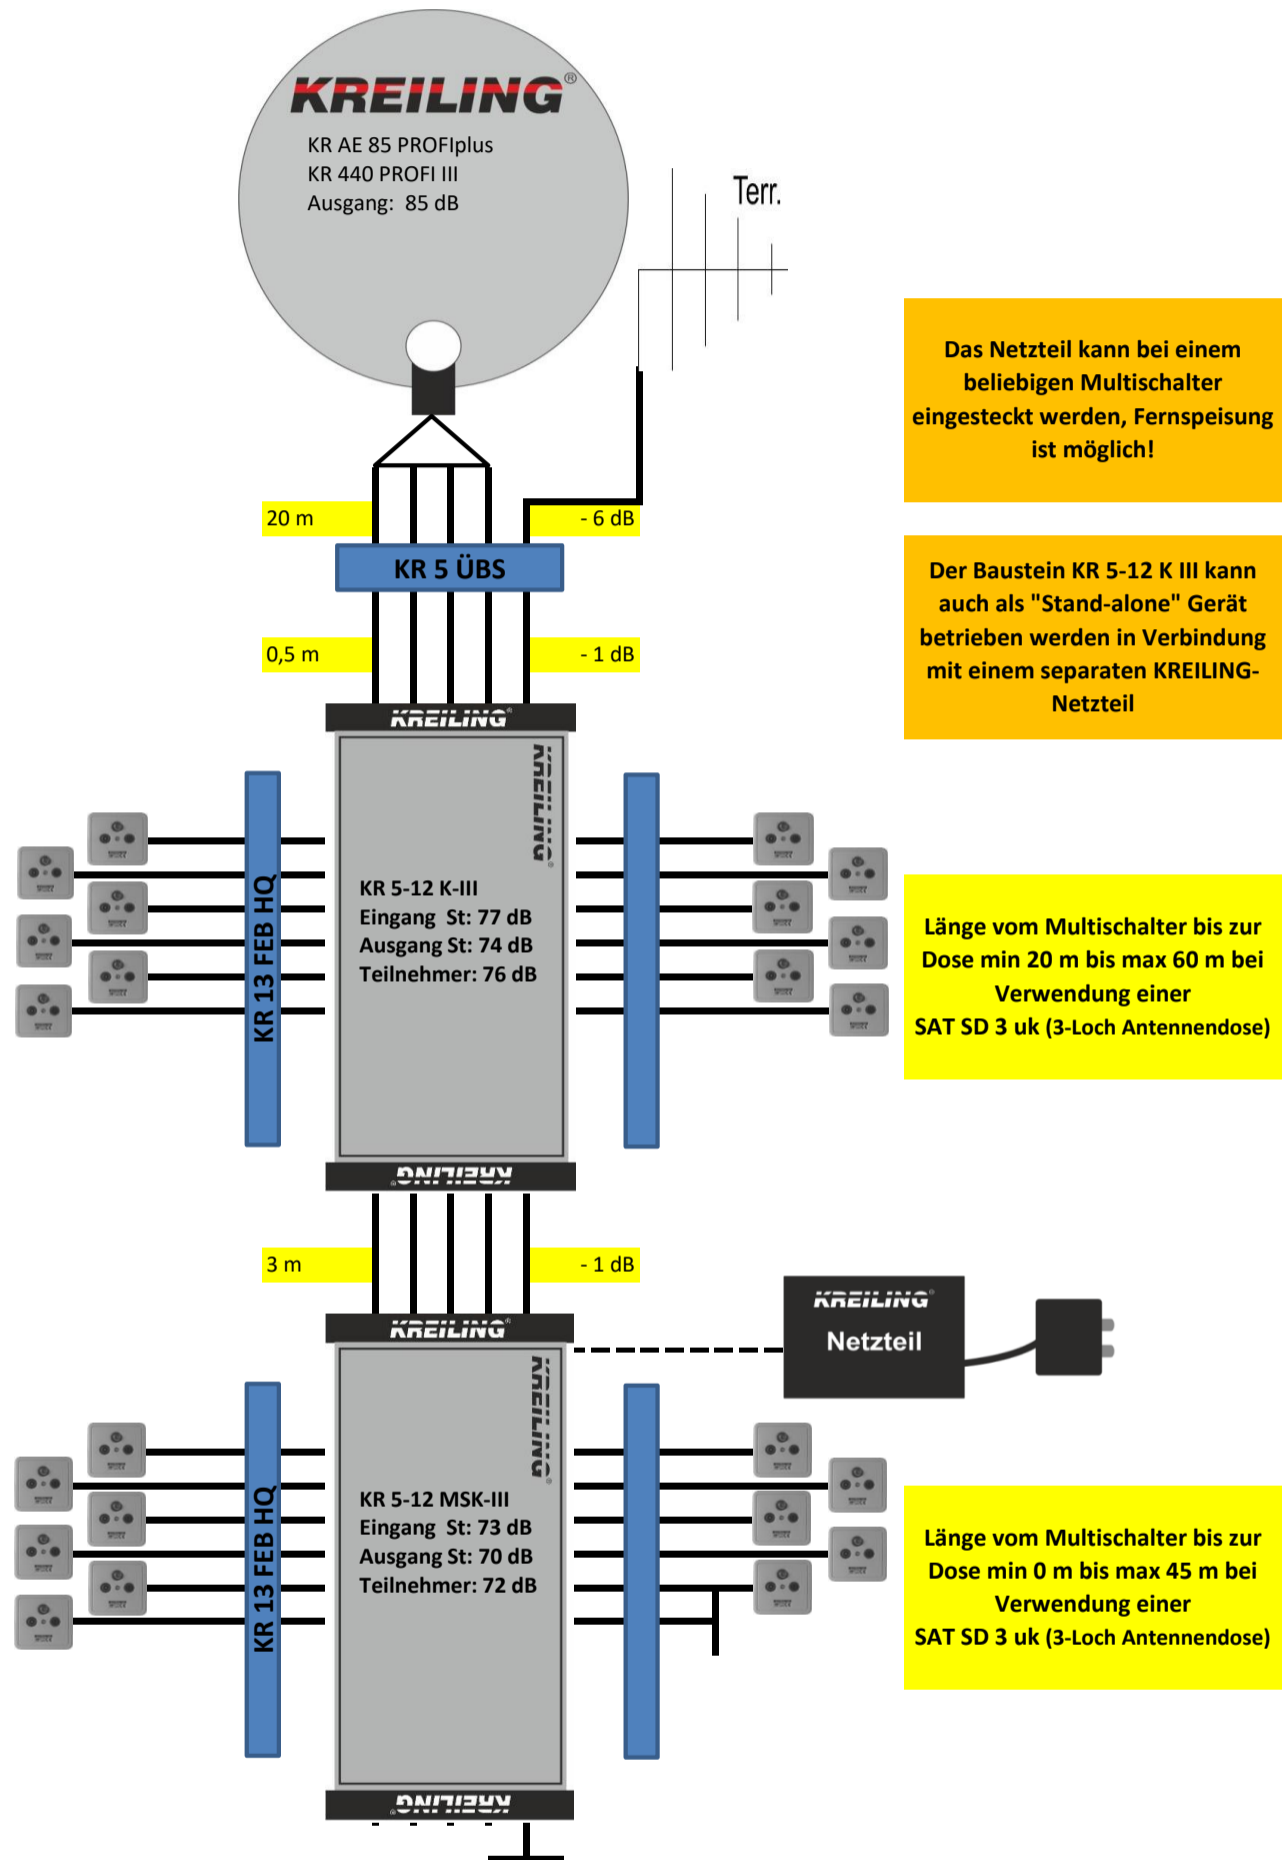 KREILING®
KR AE 85 PROFIplus
KR 440 PROFI III
Ausgang: 85 dB
Terr.
Das Netzteil kann bei einem
beliebigen Multischalter
eingesteckt werden, Fernspeisung
ist möglich!
20 m
- 6 dB
KR 5 ÜBS
Der Baustein KR 5-12 K III kann
auch als "Stand-alone" Gerät
betrieben werden in Verbindung
mit einem separaten KREILING-
Netzteil
0,5 m
- 1 dB
KREILING®
KREILING®
KR 13 FEB HQ
KR 5-12 K-III
Eingang St: 77 dB
Ausgang St: 74 dB
Teilnehmer: 76 dB
Länge vom Multischalter bis zur
Dose min 20 m bis max 60 m bei
Verwendung einer
SAT SD 3 uk (3-Loch Antennendose)
KREILING®
3 m
- 1 dB
KREILING®
KREILING®
Netzteil
KREILING®
KR 13 FEB HQ
KR 5-12 MSK-III
Eingang St: 73 dB
Ausgang St: 70 dB
Teilnehmer: 72 dB
Länge vom Multischalter bis zur
Dose min 0 m bis max 45 m bei
Verwendung einer
SAT SD 3 uk (3-Loch Antennendose)
KREILING®